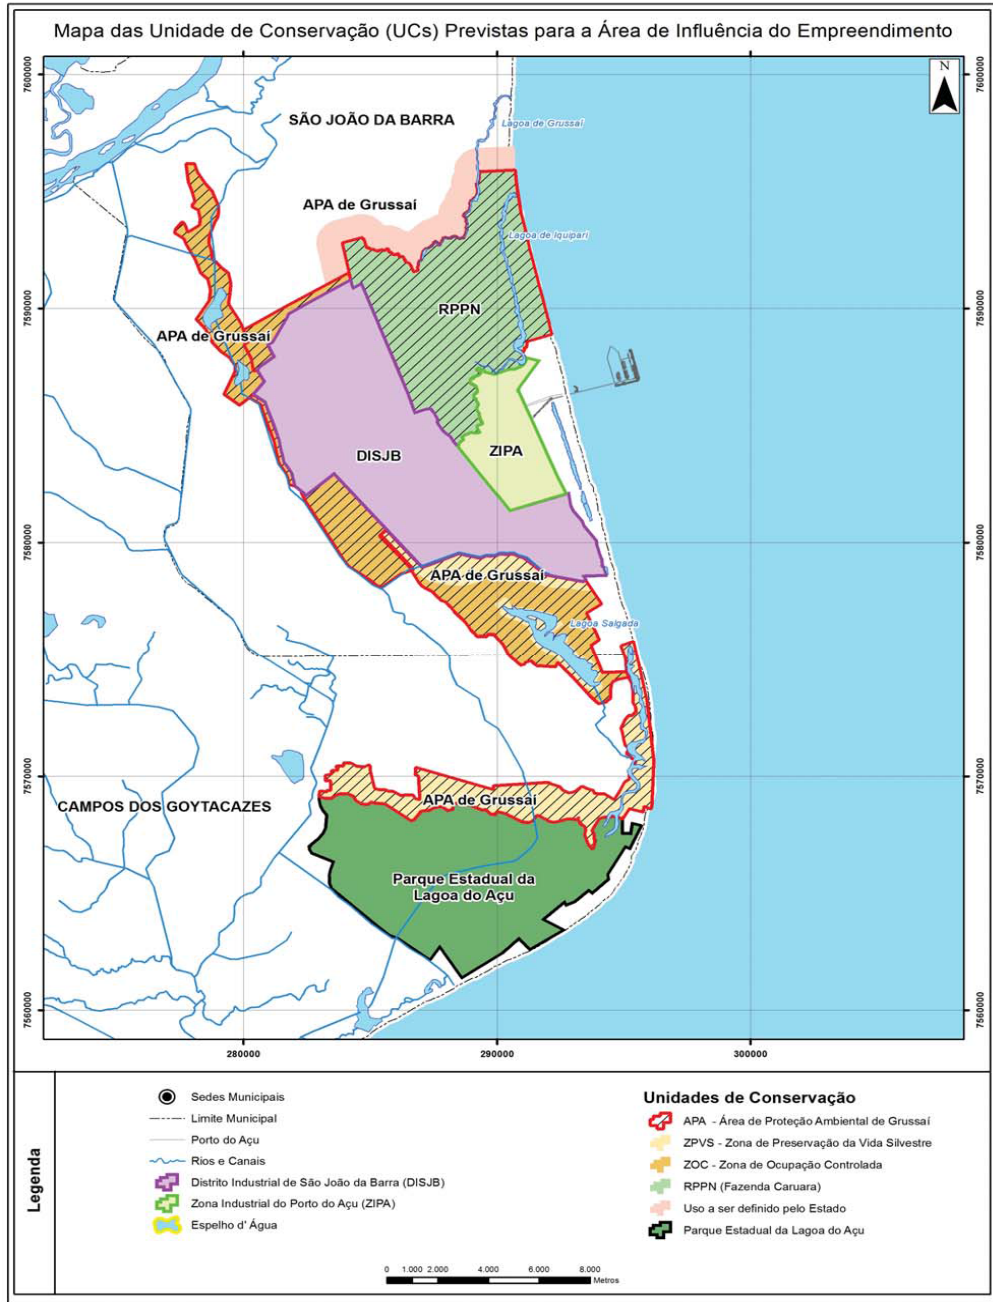 Mapa das Unidade de Conservação (UCs) Previstas para a Área de Influência do Empreendimento
N
280000
290000
300000
7600000
7590000
7580000
7570000
7560000
7600000
7590000
7580000
7570000
7560000
SÃO JOÃO DA BARRA
Lagoa de Grussaí
APA de Grussaí
Lagoa de Iquipari
RPPN
APA de Grussaí
ZIPA
DISJB
APA de Grussaí
Lagoa Salgada
CAMPOS DOS GOYTACAZES
APA de Grussaí
Parque Estadual da
Lagoa do Açu
Legenda
Sedes Municipais
Limite Municipal
Porto do Açu
Rios e Canais
Distrito Industrial de São João da Barra (DISJB)
Zona Industrial do Porto do Açu (ZIPA)
Espelho d' Água
Unidades de Conservação
APA - Área de Proteção Ambiental de Grussaí
ZPVS - Zona de Preservação da Vida Silvestre
ZOC - Zona de Ocupação Controlada
RPPN (Fazenda Caruara)
Uso a ser definido pelo Estado
Parque Estadual da Lagoa do Açu
0 1.000 2.000 4.000 6.000 8.000
Metros